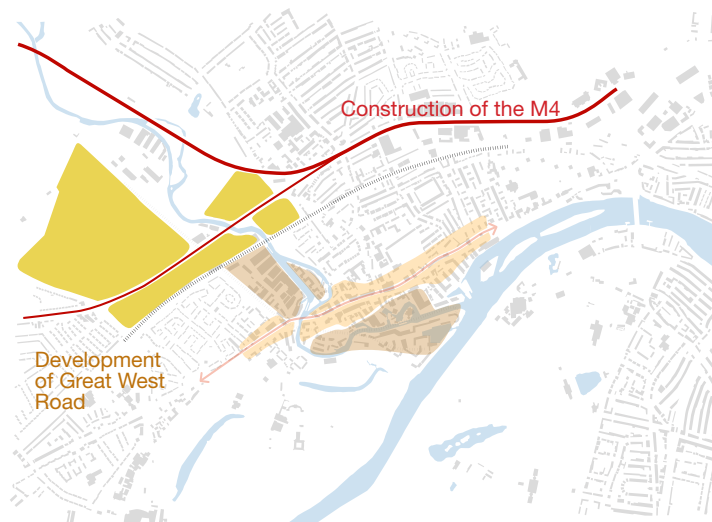 Construction of the M4
Development
of Great West
Road